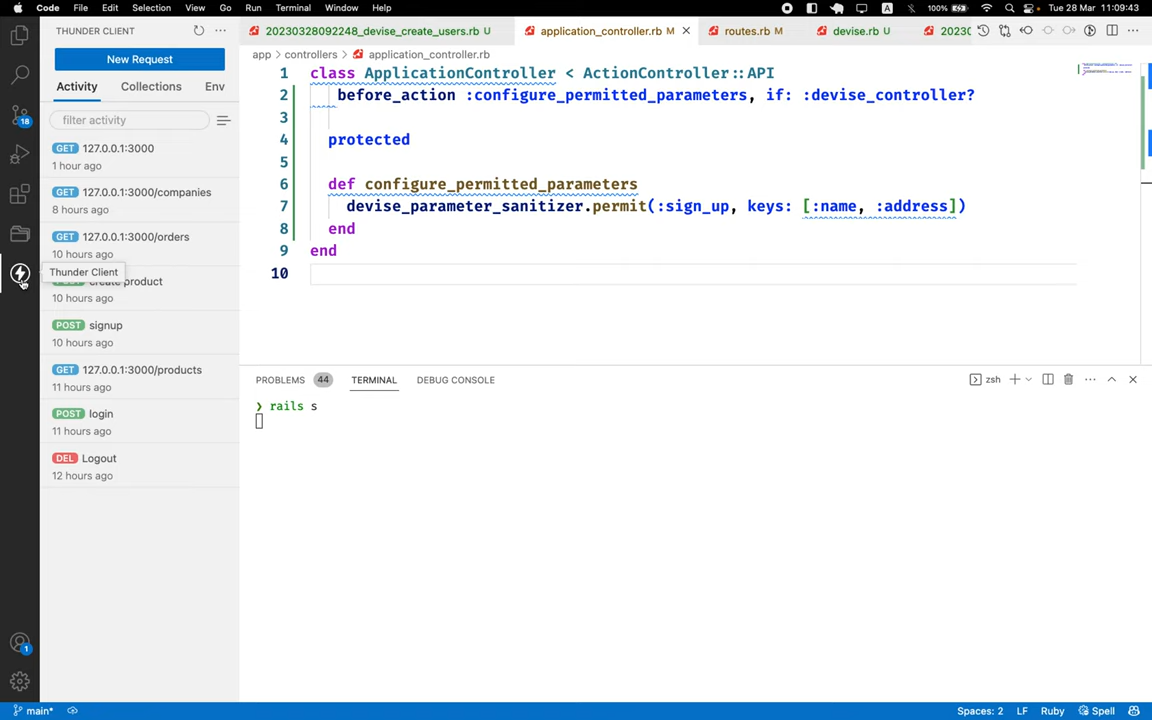 Code File Edit Selection View Go Run Terminal Window Help 100% A Tue 28 Mar 11:09:43
THUNDER CLIENT
New Request
Activity Collections Env
filter activity
GET 127.0.0.1:3000
1 hour ago
GET 127.0.0.1:3000/companies
8 hours ago
GET 127.0.0.1:3000/orders
10 hours ago
Thunder Client
create product
10 hours ago
POST signup
10 hours ago
GET 127.0.0.1:3000/products
11 hours ago
POST login
11 hours ago
DEL Logout
12 hours ago
18
1
20230328092248_devise_create_users.rb U application_controller.rb M routes.rb M devise.rb U
app > controllers > application_controller.rb
1 class ApplicationController < ActionController::API
2 before_action :configure_permitted_parameters, if: :devise_controller?
3
4 protected
5
6 def configure_permitted_parameters
7 devise_parameter_sanitizer.permit(:sign_up, keys: [:name, :address])
8 end
9 end
10
PROBLEMS 44 TERMINAL DEBUG CONSOLE zsh
❯ rails s
main* Spaces: 2 LF Ruby Spell